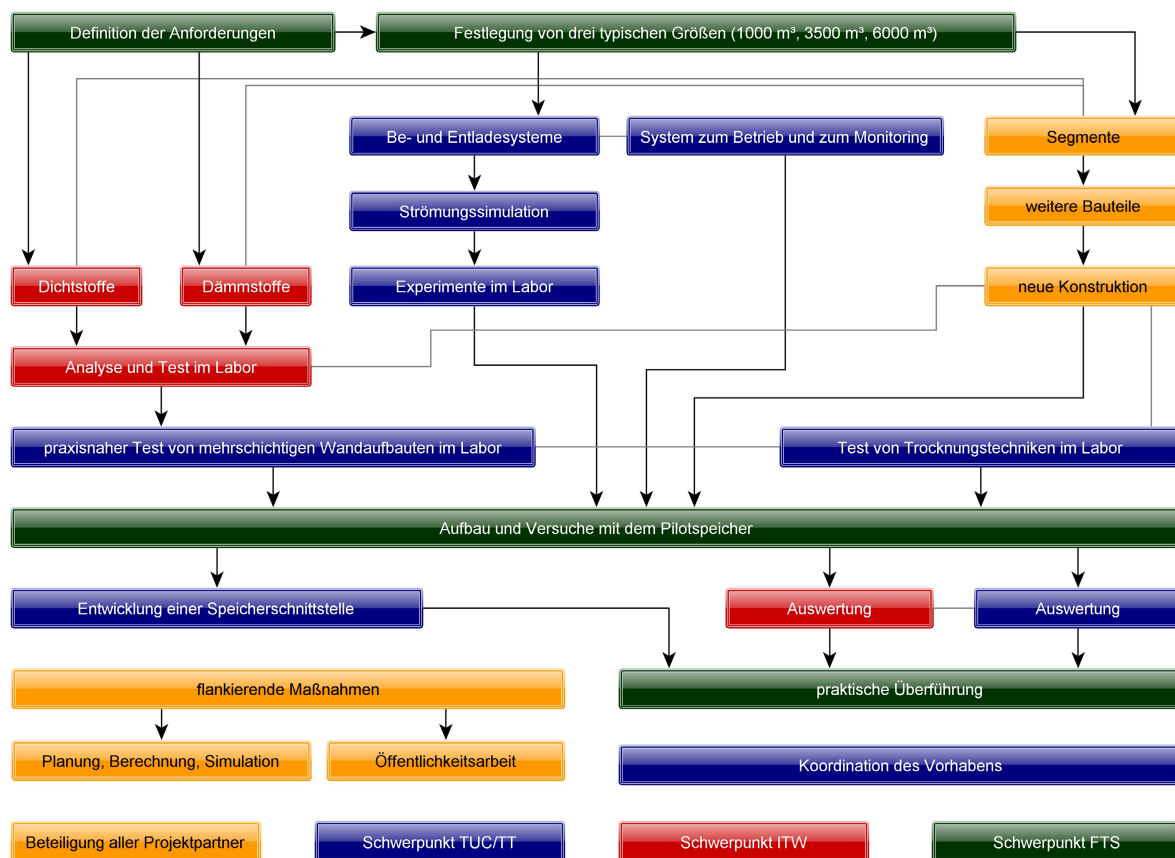 Definition der Anforderungen
Festlegung von drei typischen Größen (1000 m³, 3500 m³, 6000 m³)
Be- und Entladesysteme
System zum Betrieb und zum Monitoring
Segmente
Strömungssimulation
weitere Bauteile
Dichtstoffe
Dämmstoffe
Experimente im Labor
neue Konstruktion
Analyse und Test im Labor
praxisnaher Test von mehrschichtigen Wandaufbauten im Labor
Test von Trocknungstechniken im Labor
Aufbau und Versuche mit dem Pilotspeicher
Entwicklung einer Speicherschnittstelle
Auswertung
Auswertung
flankierende Maßnahmen
praktische Überführung
Planung, Berechnung, Simulation
Öffentlichkeitsarbeit
Koordination des Vorhabens
Beteiligung aller Projektpartner
Schwerpunkt TUC/TT
Schwerpunkt ITW
Schwerpunkt FTS